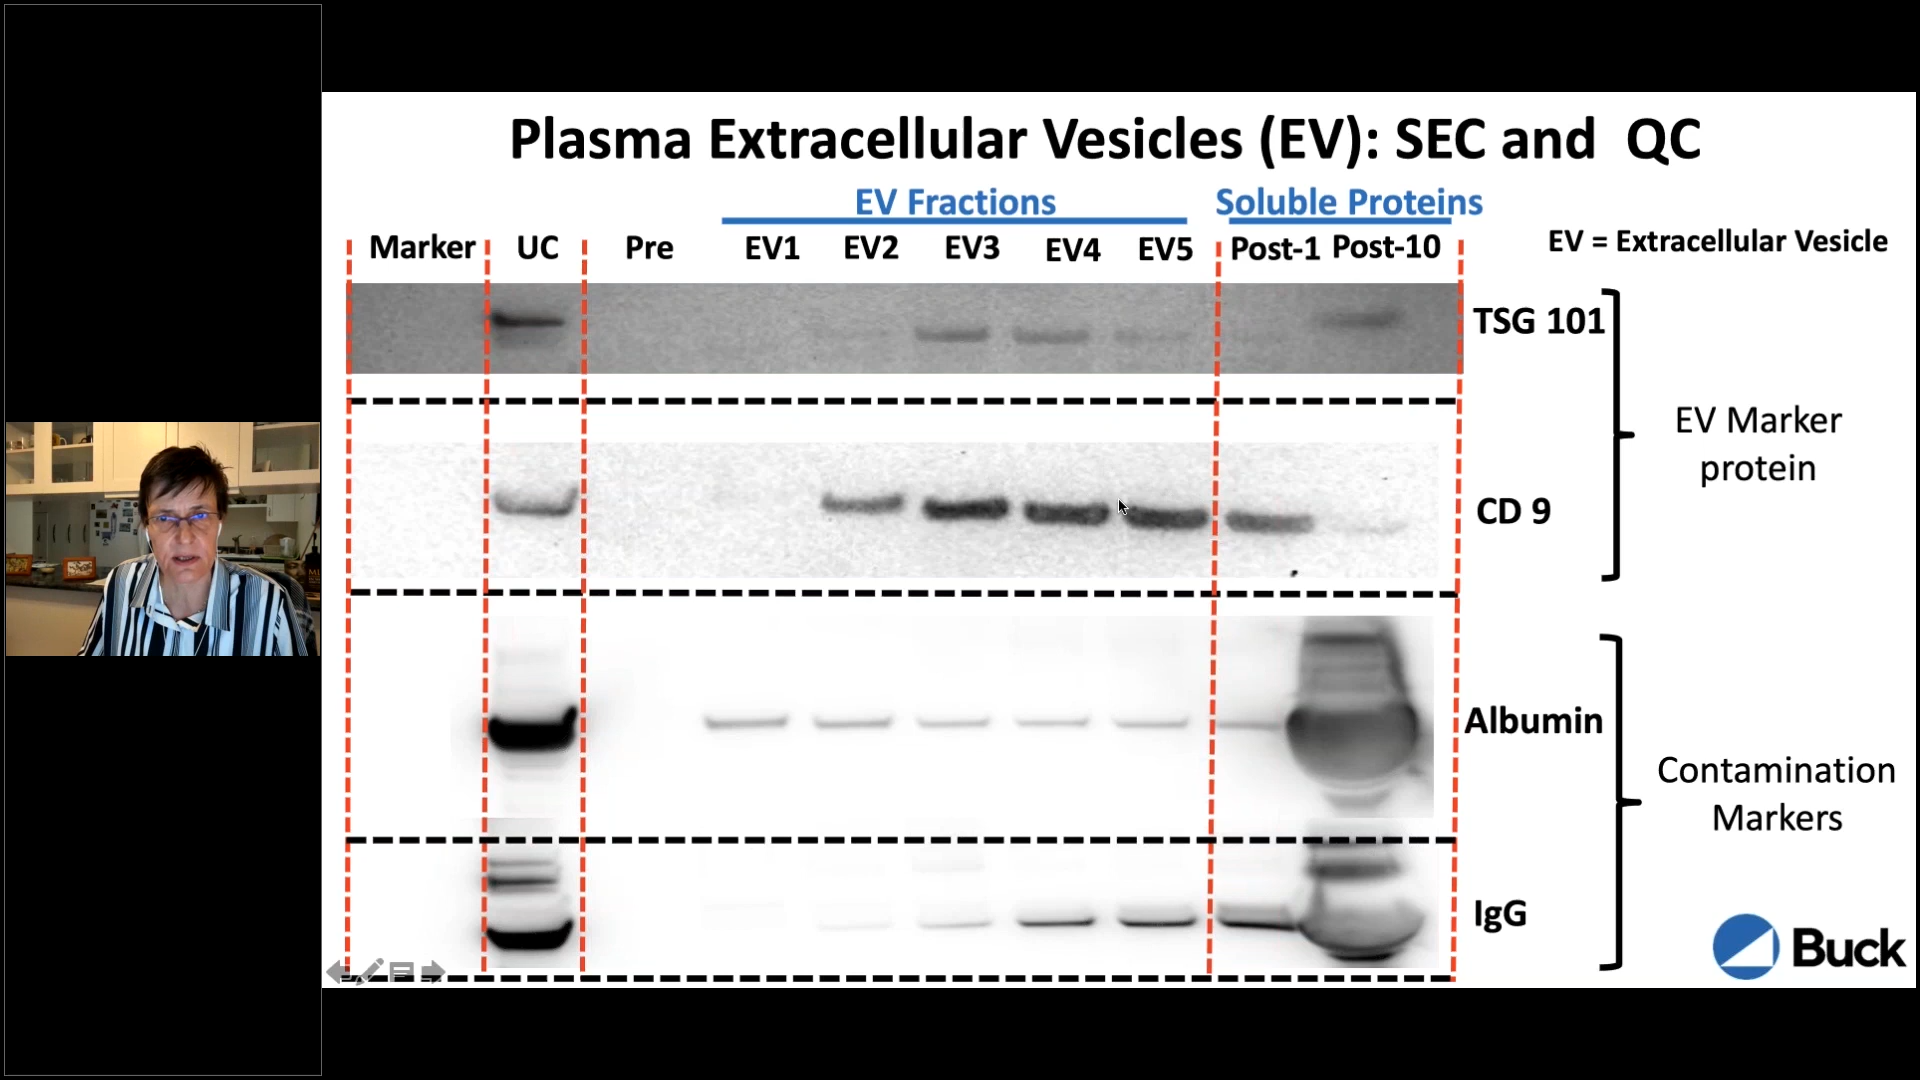 Plasma Extracellular Vesicles (EV): SEC and QC
EV Fractions
Soluble Proteins
Marker UC Pre EV1 EV2 EV3 EV4 EV5 Post-1 Post-10
EV = Extracellular Vesicle
TSG 101
EV Marker
protein
CD 9
Albumin
Contamination
Markers
IgG
Buck